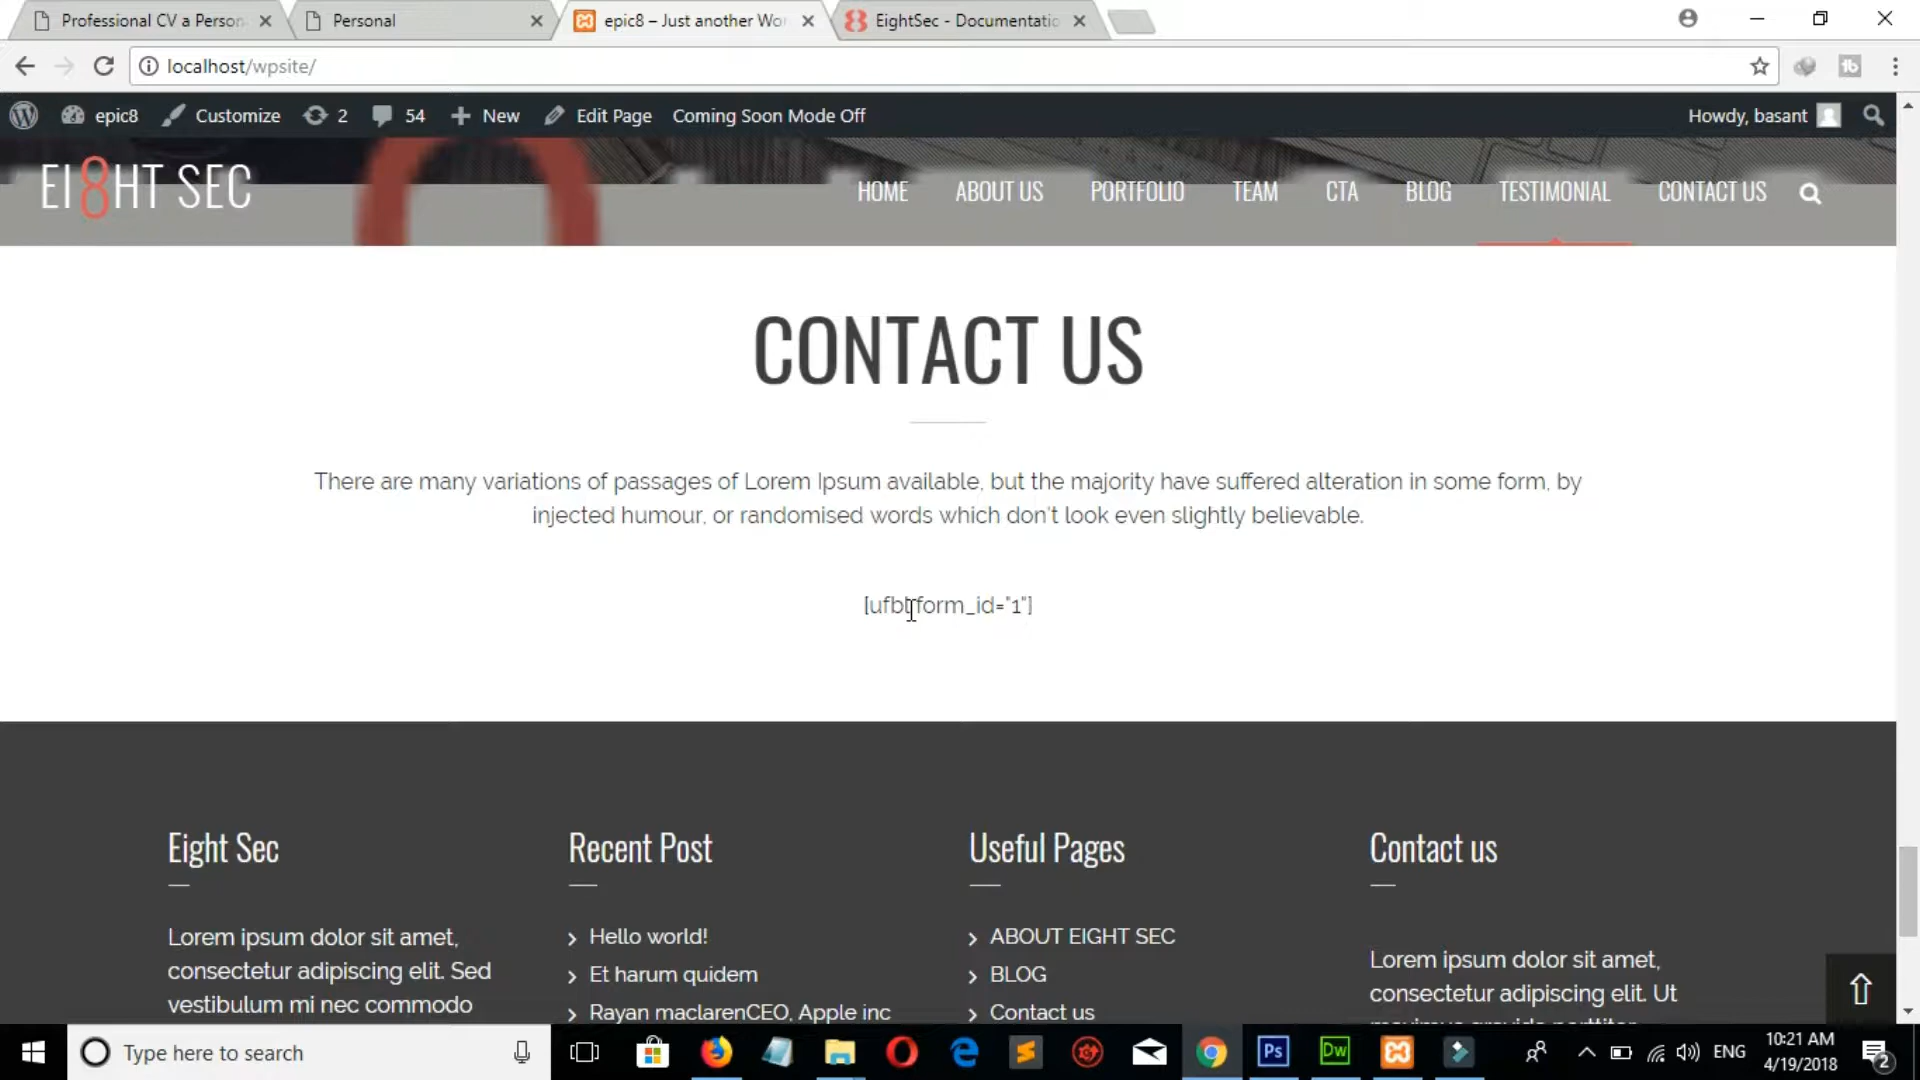 Professional CV a Person
Personal
epic8 – Just another Wor
EightSec - Documentatio
localhost/wpsite/
epic8
Customize
2
54
New
Edit Page
Coming Soon Mode Off
Howdy, basant
EI8HT SEC
HOME
ABOUT US
PORTFOLIO
TEAM
CTA
BLOG
TESTIMONIAL
CONTACT US
CONTACT US
There are many variations of passages of Lorem Ipsum available, but the majority have suffered alteration in some form, by
injected humour, or randomised words which don't look even slightly believable.
[ufbl form_id="1"]
Eight Sec
Lorem ipsum dolor sit amet,
consectetur adipiscing elit. Sed
vestibulum mi nec commodo
Recent Post
Hello world!
Et harum quidem
Rayan maclarenCEO, Apple inc
Useful Pages
ABOUT EIGHT SEC
BLOG
Contact us
Contact us
Lorem ipsum dolor sit amet,
consectetur adipiscing elit. Ut
Type here to search
Ps
Dw
ENG
10:21 AM
4/19/2018
2